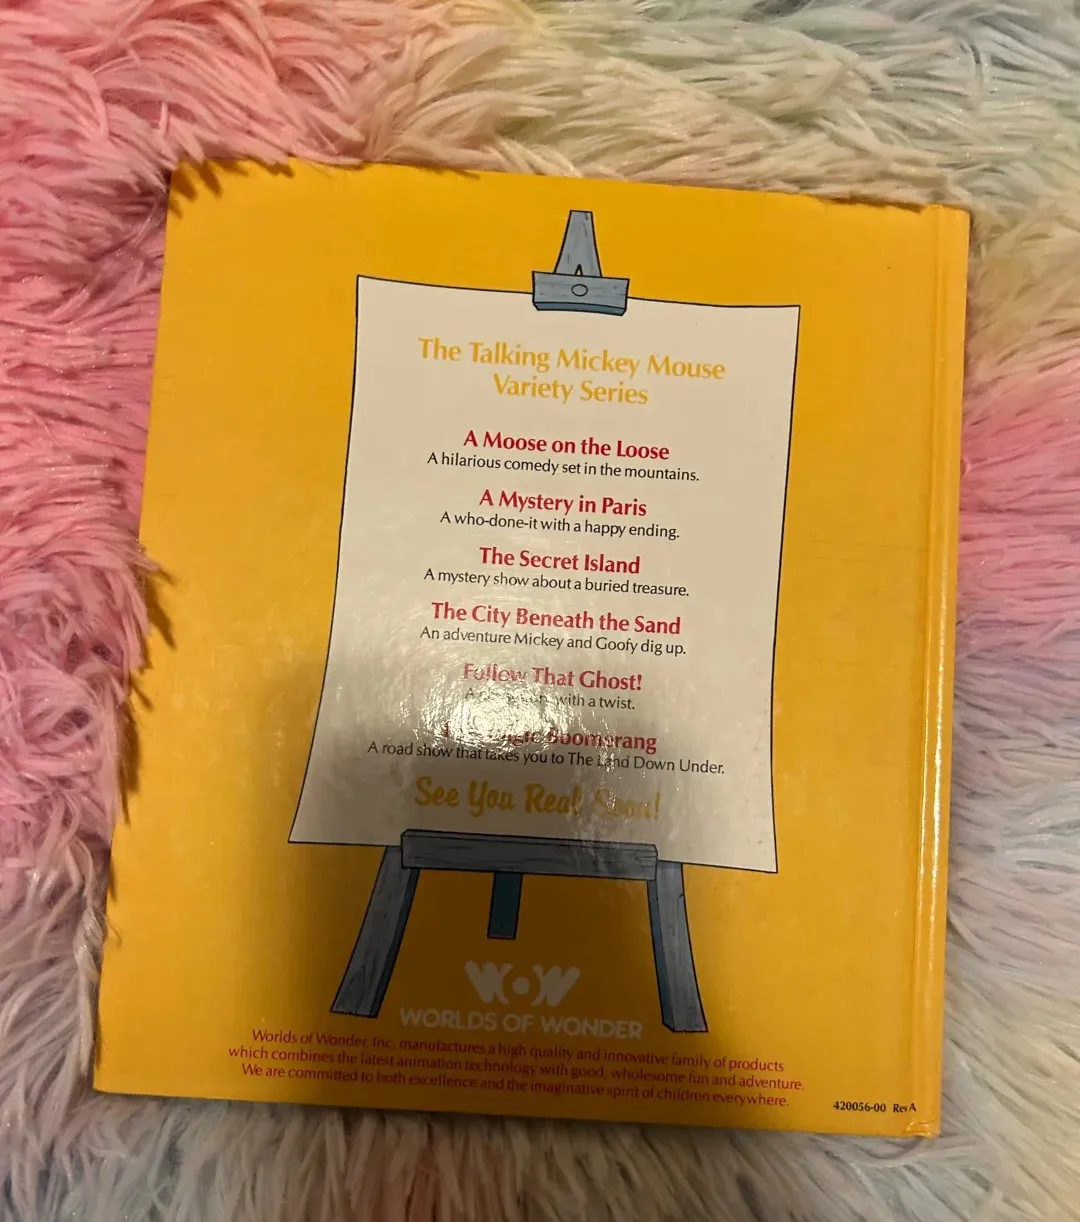 The Talking Mickey Mouse
Variety Series
A Moose on the Loose
A hilarious comedy set in the mountains.
A Mystery in Paris
A who-done-it with a happy ending.
The Secret Island
A mystery show about a buried treasure.
The City Beneath the Sand
An adventure Mickey and Goofy dig up.
Follow That Ghost!
A with a twist.
Boomerang
A road show that takes you to The Land Down Under.
See You Real Soon!
WOW
WORLDS OF WONDER
Worlds of Wonder, Inc. manufactures a high quality and innovative family of products
which combines the latest animation technology with good, wholesome fun and adventure.
We are committed to both excellence and the imaginative spirit of children everywhere.
420056-00 Rev A